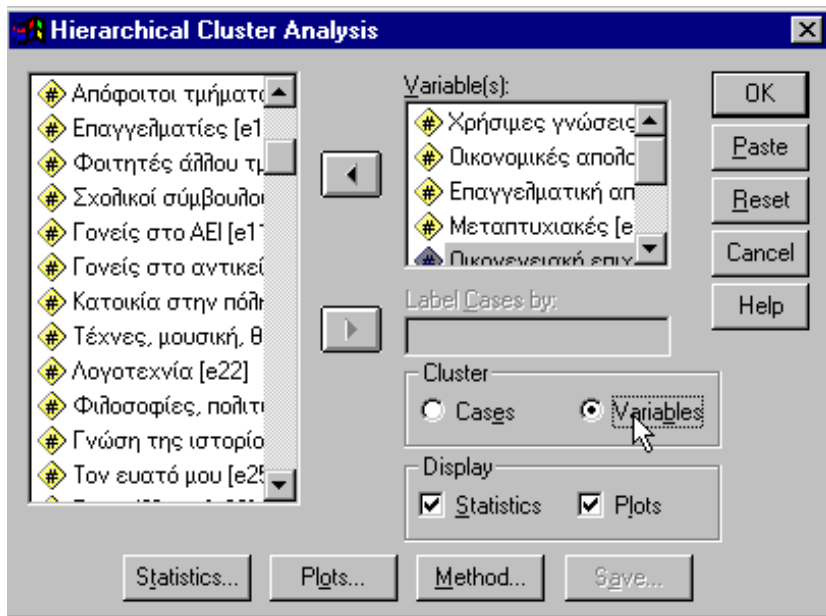 Hierarchical Cluster Analysis
Απόφοιτοι τμήματο
Επαγγελματίες [e1
Φοιτητές άλλου τμ
Σχολικοί σύμβουλοι
Γονείς στο ΑΕΙ [e11
Γονείς στο αντικεί
Κατοικία στην πόλη
Τέχνες, μουσική, θ
Λογοτεχνία [e22]
Φιλοσοφίες, πολιτι
Γνώση της ιστορίο
Τον ευατό μου [e25
Variable(s):
Χρήσιμες γνώσεις
Οικονομικές απολο
Επαγγελματική απ
Μεταπτυχιακές [e
Οικογενειακή επιχ
Label Cases by:
Cluster
Cases
Variables
Display
Statistics
Plots
OK
Paste
Reset
Cancel
Help
Statistics...
Plots...
Method...
Save...